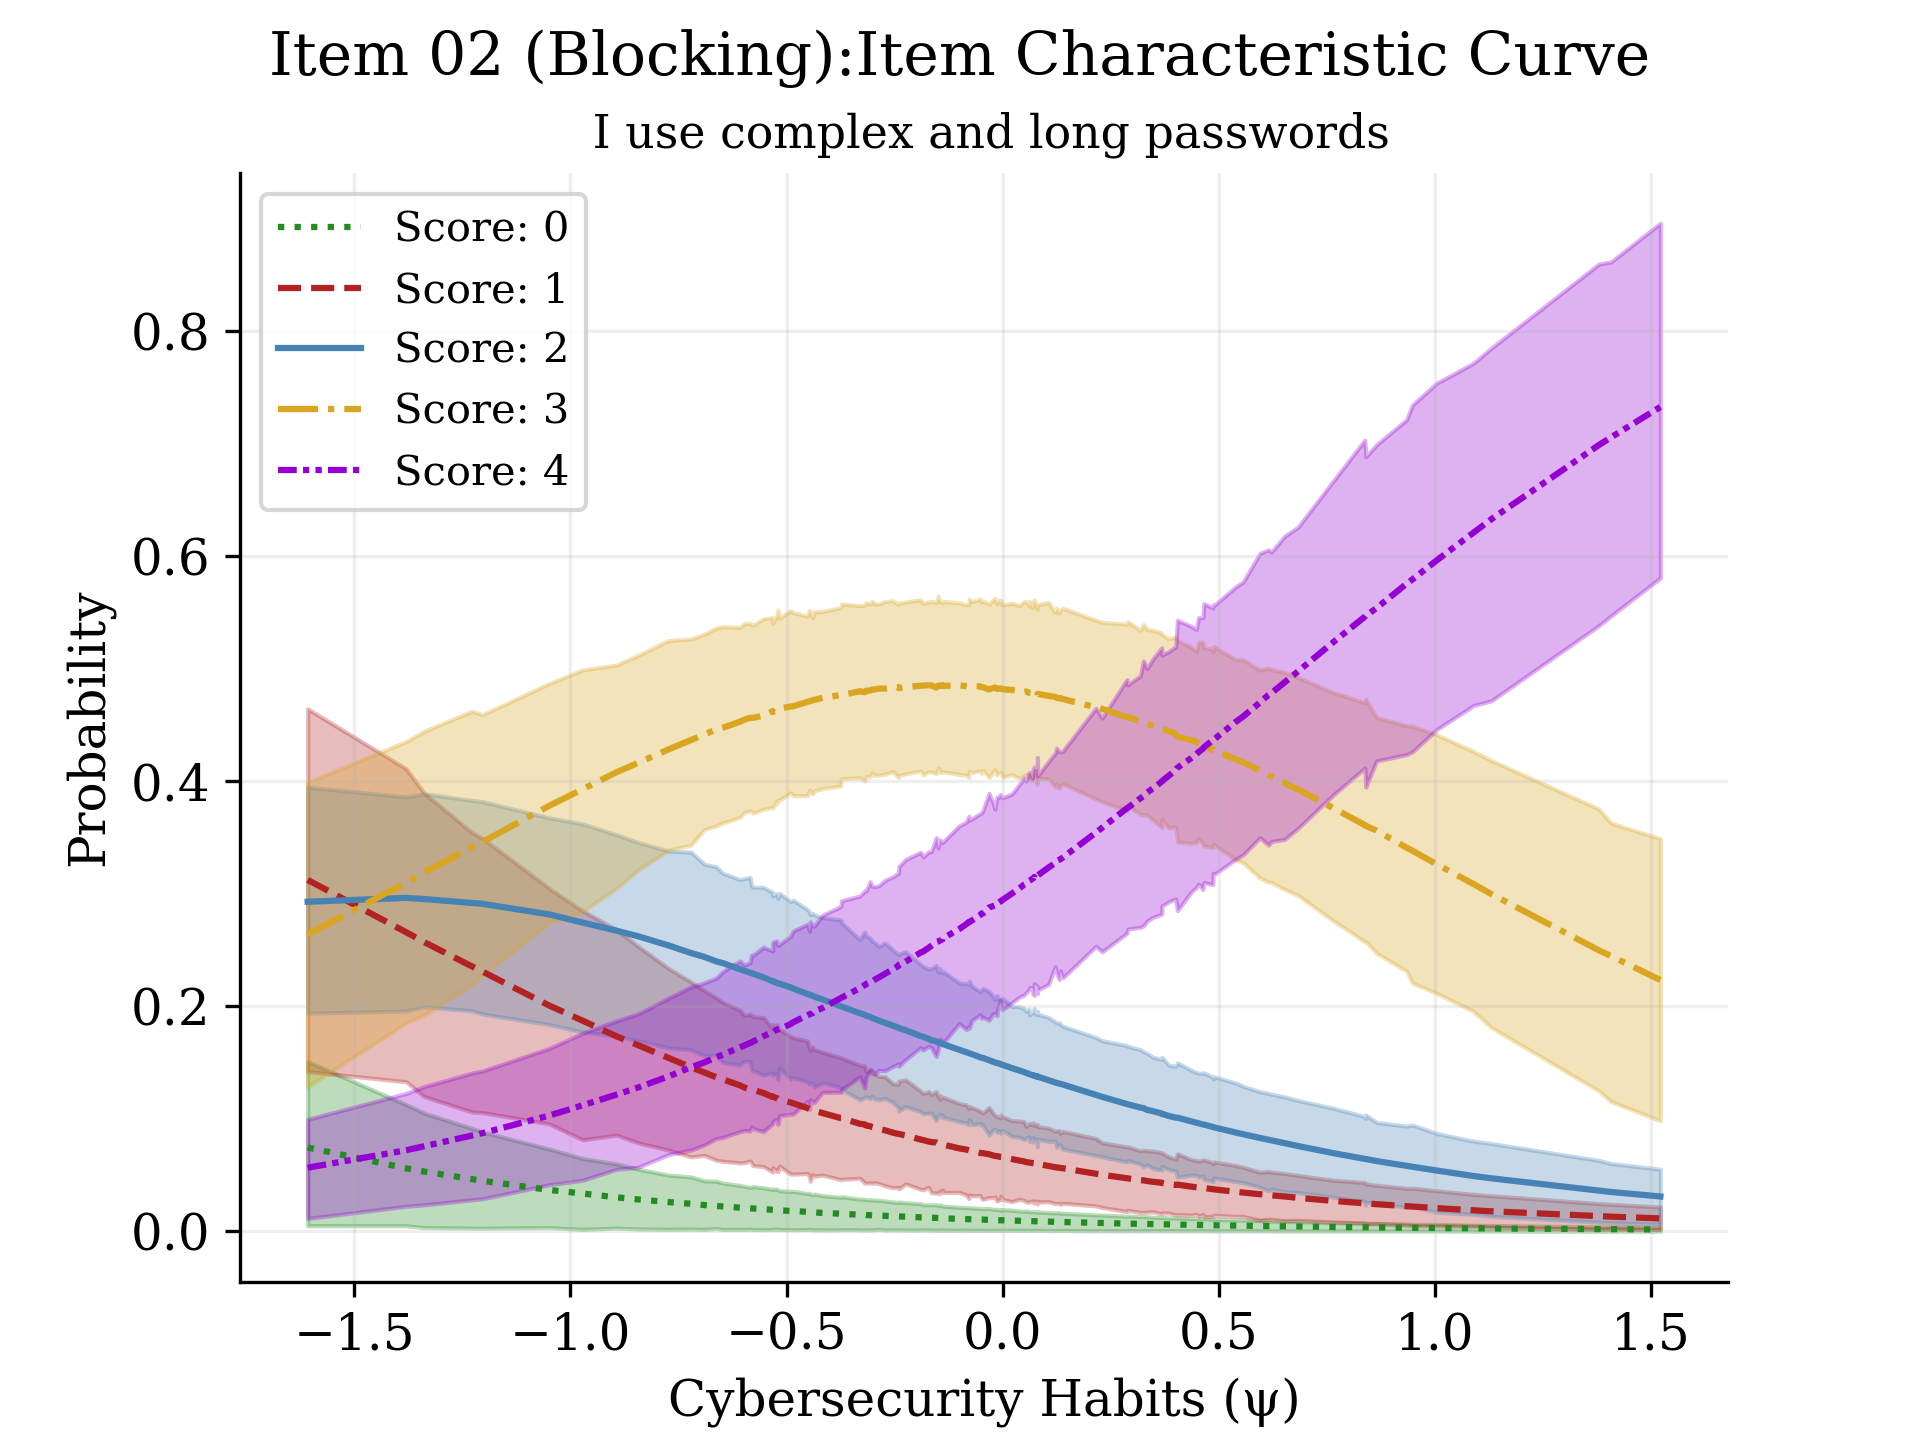 Item 02 (Blocking):Item Characteristic Curve
I use complex and long passwords
Score: 0
Score: 1
Score: 2
Score: 3
Score: 4
Probability
0.8
0.6
0.4
0.2
0.0
−1.5 −1.0 −0.5 0.0 0.5 1.0 1.5
Cybersecurity Habits (ψ)